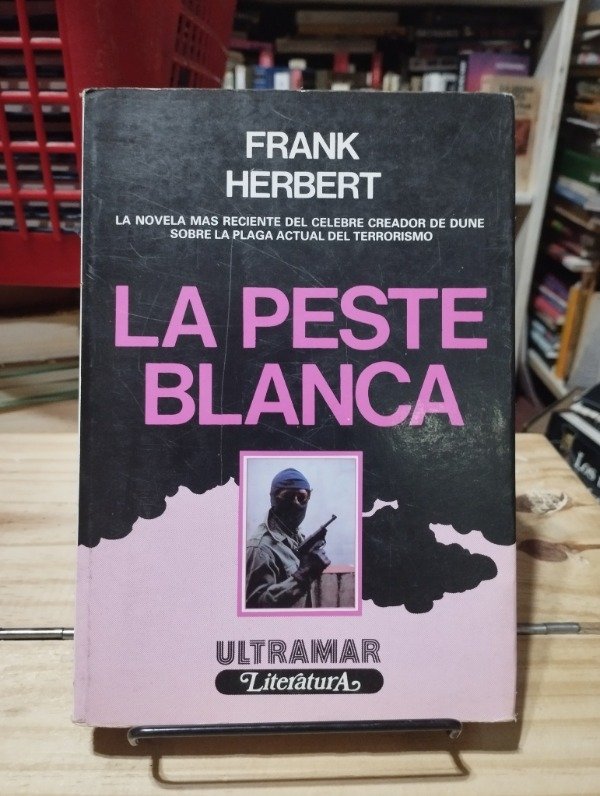 FRANK
HERBERT
LA NOVELA MAS RECIENTE DEL CELEBRE CREADOR DE DUNE
SOBRE LA PLAGA ACTUAL DEL TERRORISMO
LA PESTE
BLANCA
ULTRAMAR
LiteraturA
Los